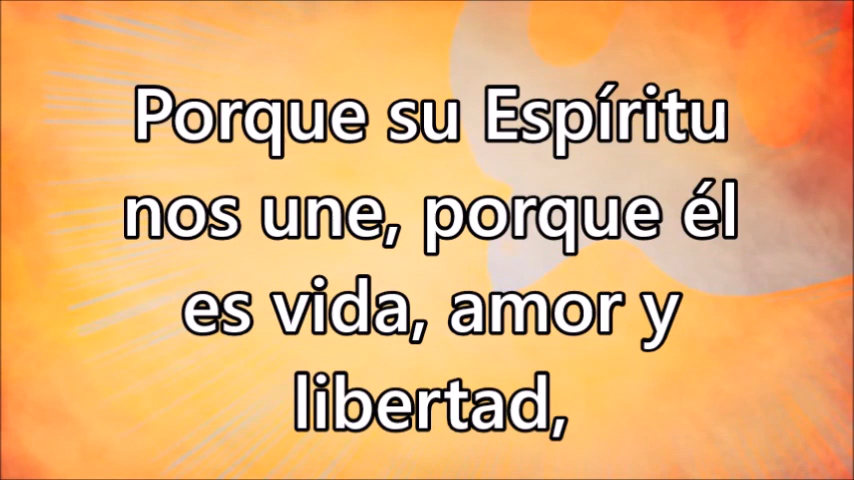 Porque su Espíritu
nos une, porque él
es vida, amor y
libertad,